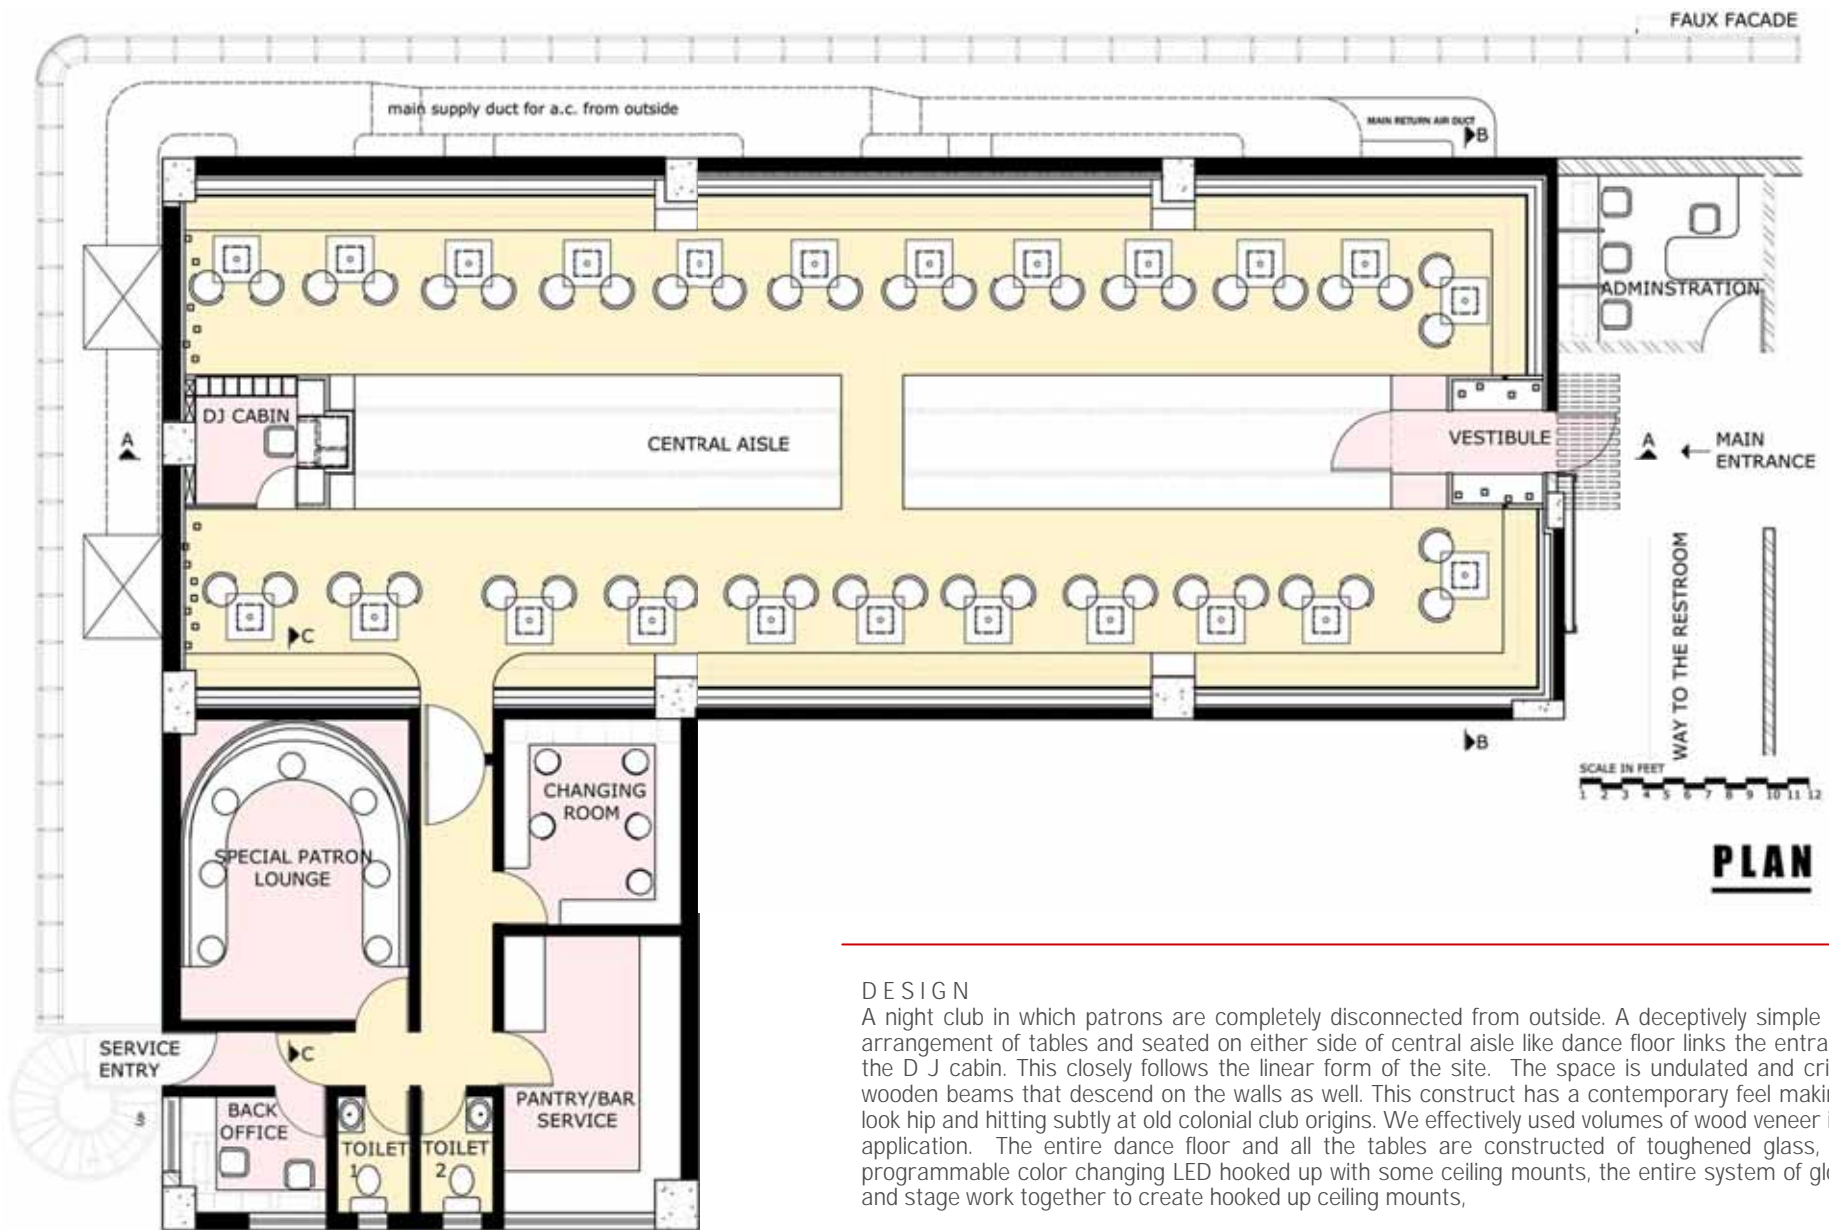 FAUX FACADE
main supply duct for a.c. from outside
MAIN RETURN AIR DUCT
B
ADMINSTRATION
DJ CABIN
A
CENTRAL AISLE
VESTIBULE
A
MAIN
ENTRANCE
WAY TO THE RESTROOM
C
B
SCALE IN FEET
1 2 3 4 5 6 7 8 9 10 11 12
PLAN
CHANGING
ROOM
SPECIAL PATRON
LOUNGE
SERVICE
ENTRY
C
BACK
OFFICE
TOILET
1
TOILET
2
PANTRY/BAR
SERVICE
DESIGN
A night club in which patrons are completely disconnected from outside. A deceptively simple
arrangement of tables and seated on either side of central aisle like dance floor links the
the D J cabin. This closely follows the linear form of the site. The space is undulated and
wooden beams that descend on the walls as well. This construct has a contemporary feel
look hip and hitting subtly at old colonial club origins. We effectively used volumes of wood veneer
application. The entire dance floor and all the tables are constructed of toughened glass,
programmable color changing LED hooked up with some ceiling mounts, the entire system of
and stage work together to create hooked up ceiling mounts,